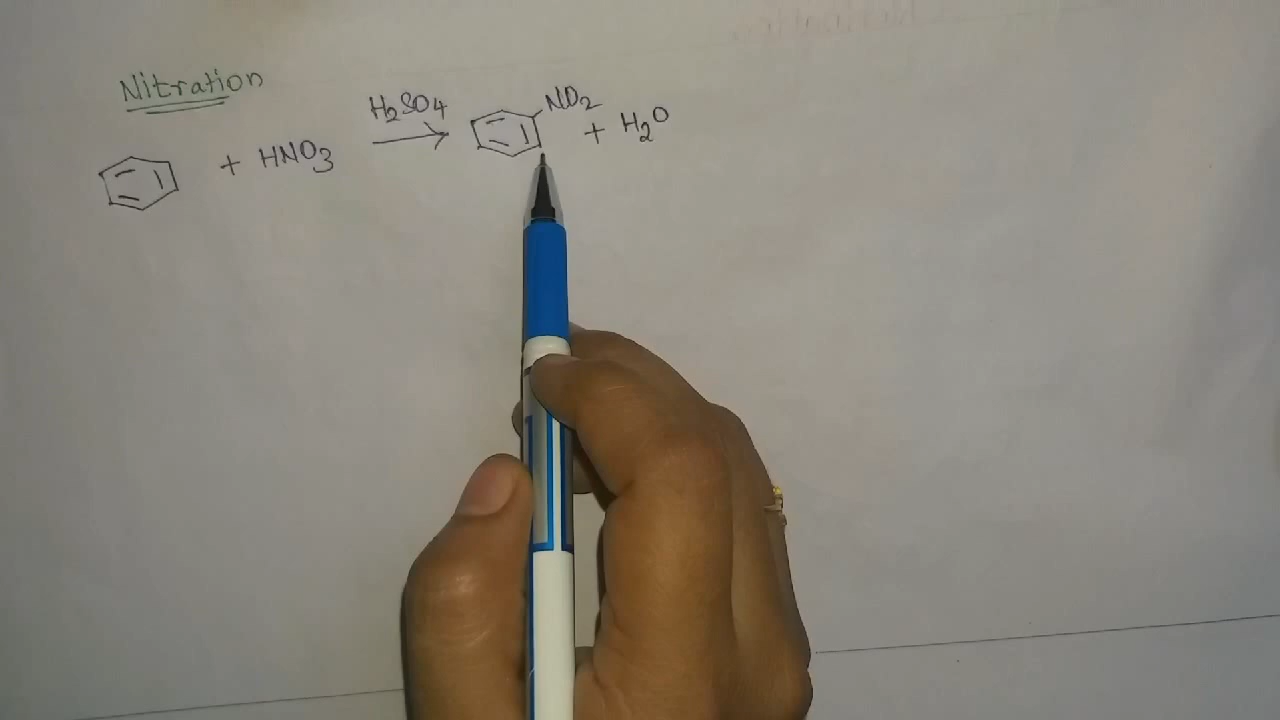 Nitration
+ HNO3 H2SO4 → NO2 + H2O